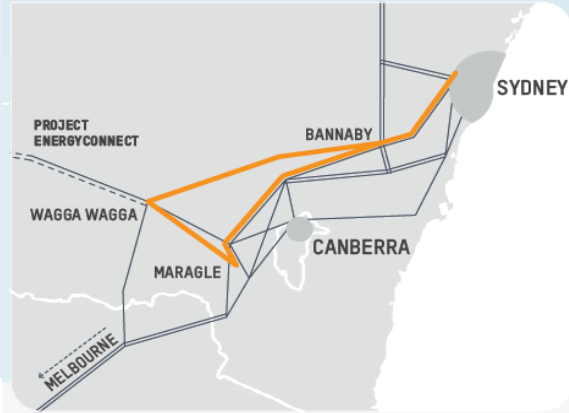 SYDNEY
PROJECT
ENERGYCONNECT
BANNABY
WAGGA WAGGA
CANBERRA
MARAGLE
MELBOURNE